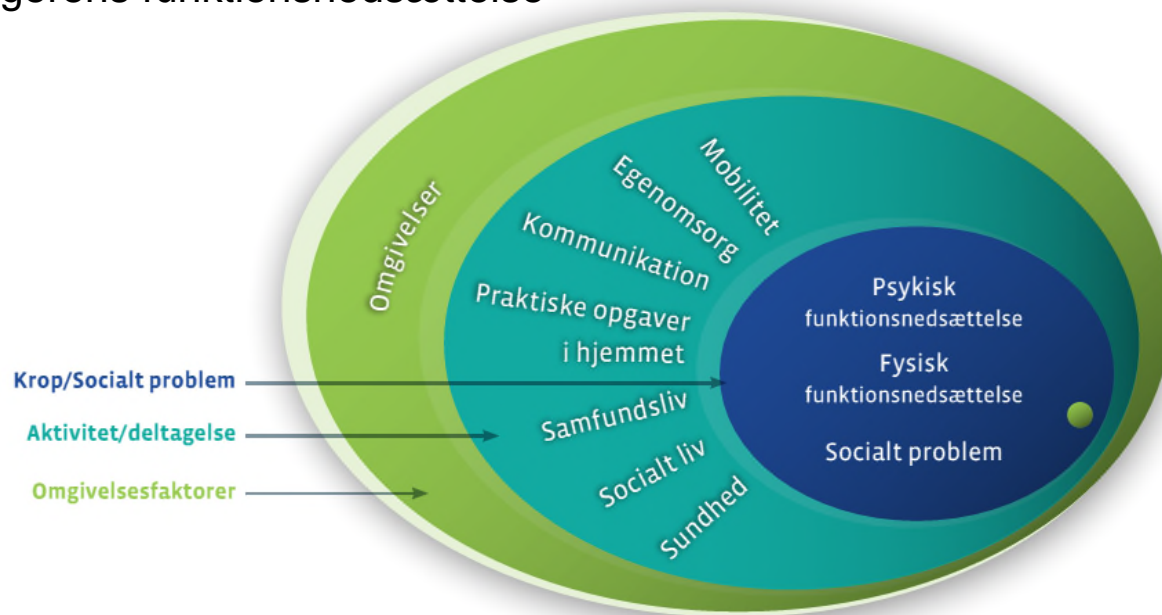 funktionsnedsættelse
Mobilitet
Egenomsorg
Kommunikation
Praktiske opgaver
i hjemmet
Samfundsliv
Socialt liv
Sundhed
Omgivelser
Psykisk
funktionsnedsættelse
Fysisk
funktionsnedsættelse
Socialt problem
Krop/Socialt problem
Aktivitet/deltagelse
Omgivelsesfaktorer